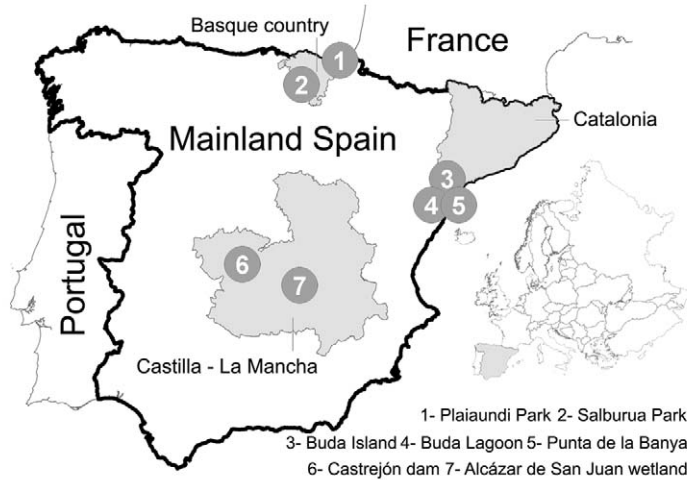 Basque country
France
1
2
Catalonia
Mainland Spain
3
4 5
Portugal
6
7
Castilla - La Mancha
1- Plaiaundi Park 2- Salburua Park
3- Buda Island 4- Buda Lagoon 5- Punta de la Banya
6- Castrejón dam 7- Alcázar de San Juan wetland